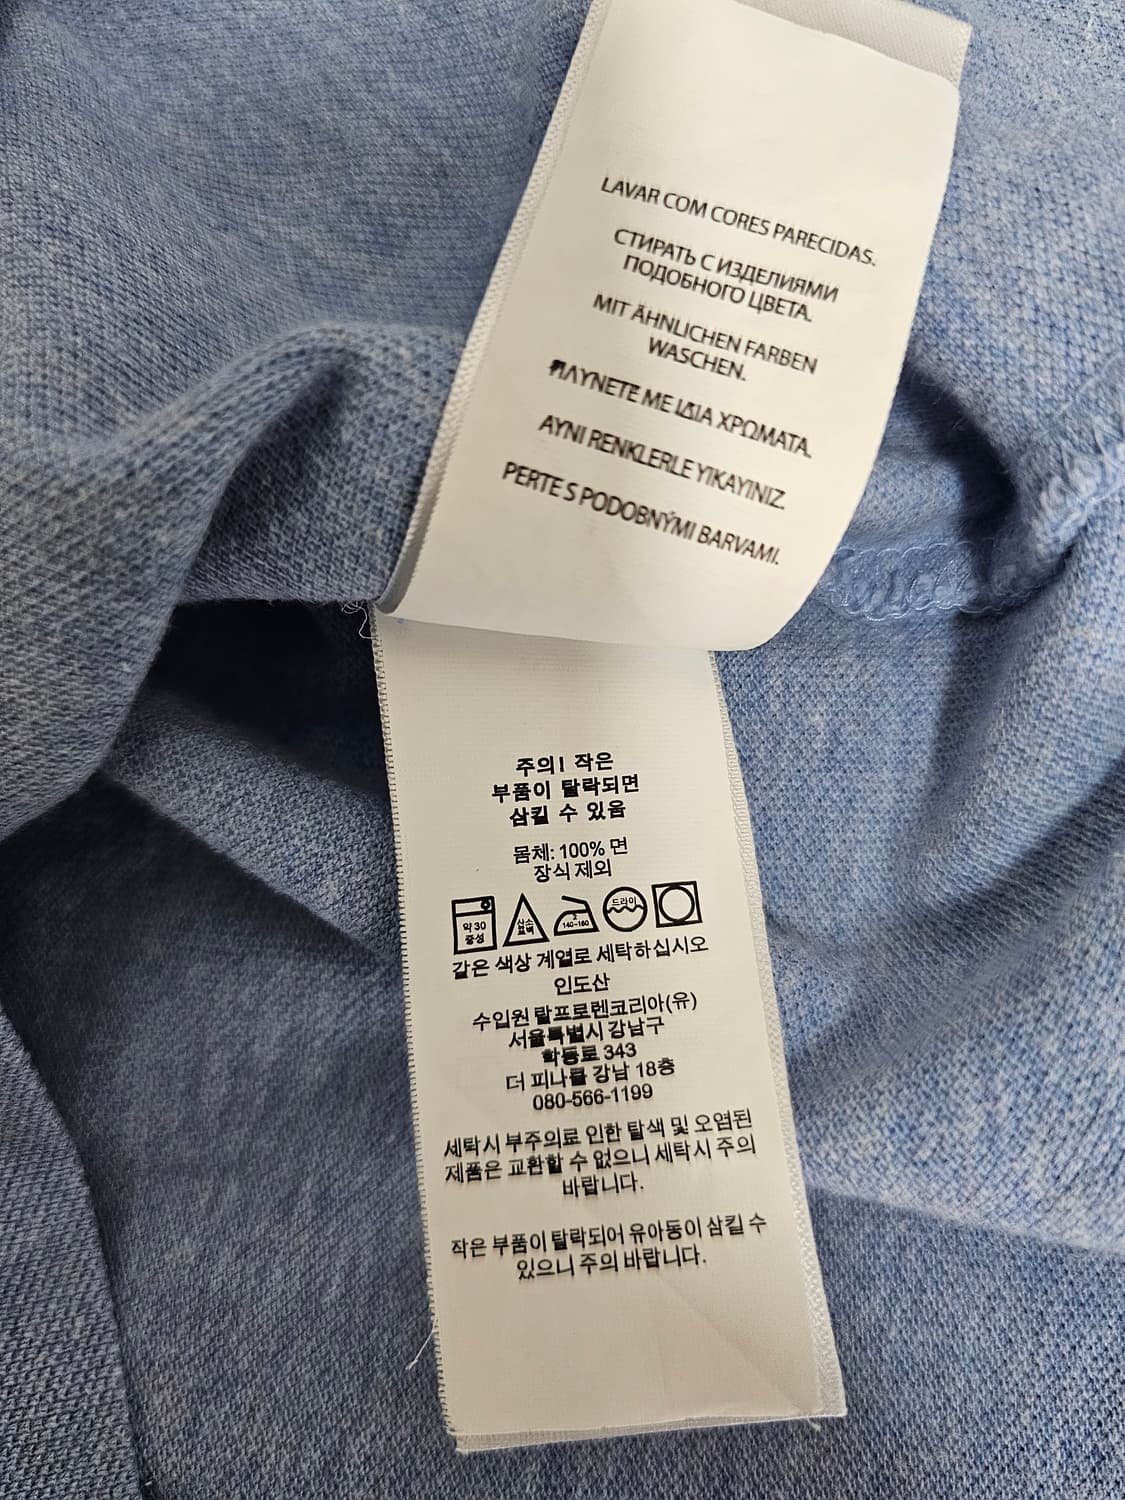 LAVAR COM CORES PARECIDAS.
СТИРАТЬ С ИЗДЕЛИЯМИ
ПОДОБНОГО ЦВЕТА.
MIT ÄHNLICHEN FARBEN
WASCHEN.
ΠΛΥΝΕΤΕ ΜΕ ΙΔΙΑ ΧΡΩΜΑΤΑ.
AYNI RENKLERLE YIKAYINIZ.
PERTE S PODOBNÝMI BARVAMI.
주의! 작은
부품이 탈락되면
삼킬 수 있음
몸체: 100% 면
장식 제외
약 30
중성
산소
표백
2
140~160
드라이
같은 색상 계열로 세탁하십시오
인도산
수입원 랄프로렌코리아(유)
서울특별시 강남구
학동로 343
더 피나클 강남 18층
080-566-1199
세탁시 부주의로 인한 탈색 및 오염된
제품은 교환할 수 없으니 세탁시 주의
바랍니다.
작은 부품이 탈락되어 유아동이 삼킬 수
있으니 주의 바랍니다.